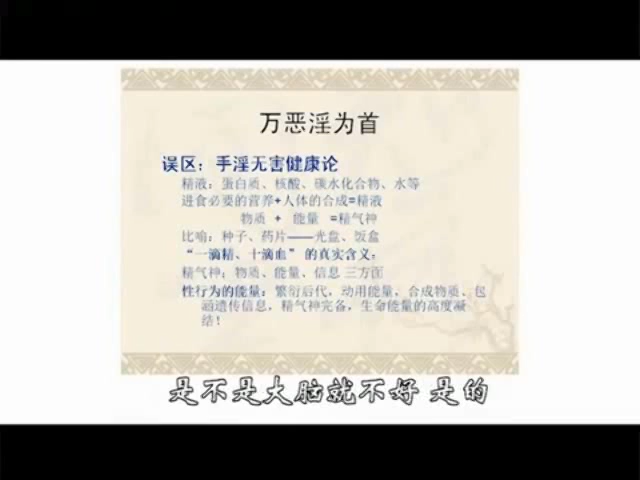 万恶淫为首
误区：手淫无害健康论
精液：蛋白质、核酸、碳水化合物、水等
进食必要的营养+人体的合成=精液
物质 + 能量 =精气神
比喻：种子、药片——光盘、饭盒
“一滴精、十滴血”的真实含义：
精气神：物质、能量、信息 三方面
性行为的能量：繁衍后代，动用能量，合成物质、包
涵遗传信息，精气神完备，生命能量的高度凝
结！
是不是大脑就不好 是的